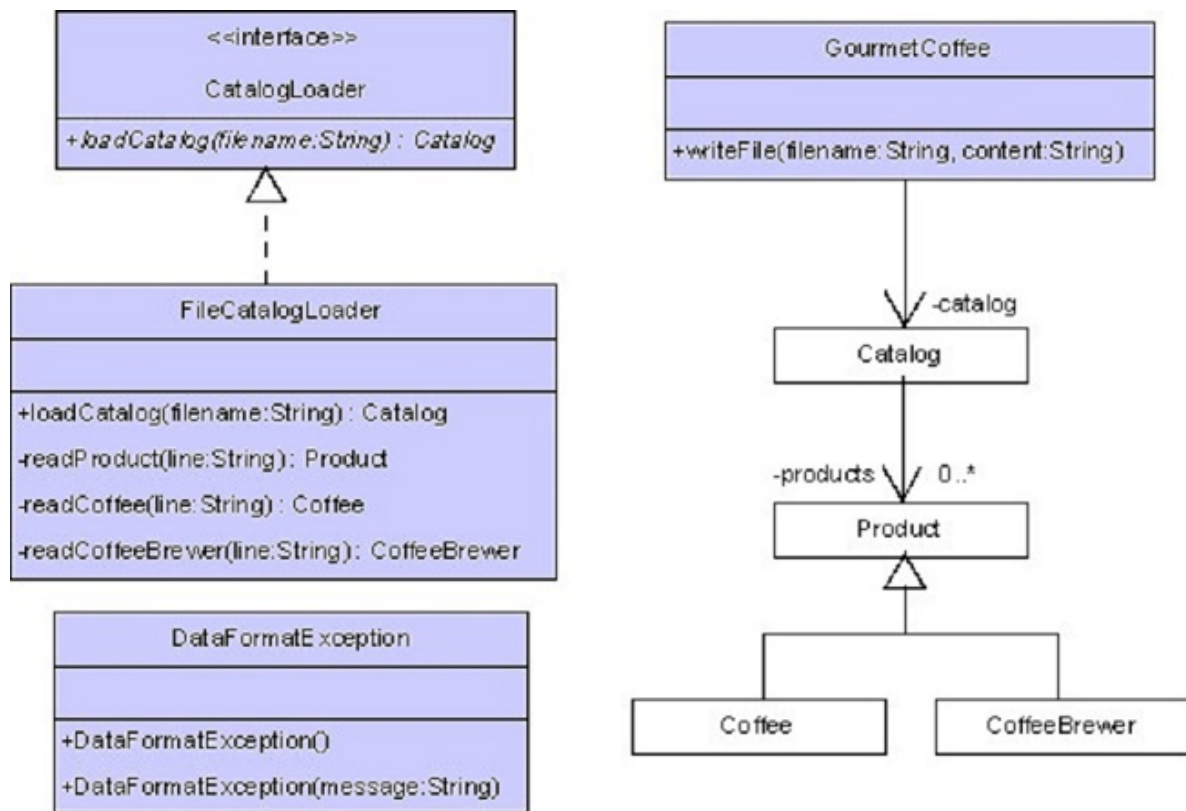 <<interface>>
CatalogLoader
+loadCatalog(filename:String) : Catalog
FileCatalogLoader
+loadCatalog(filename:String) : Catalog
-readProduct(line:String) : Product
-readCoffee(line:String) : Coffee
-readCoffeeBrewer(line:String) : CoffeeBrewer
DataFormatException
+DataFormatException()
+DataFormatException(message:String)
GourmetCoffee
+writeFile(filename:String, content:String)
-catalog
Catalog
-products 0..*
Product
Coffee
CoffeeBrewer